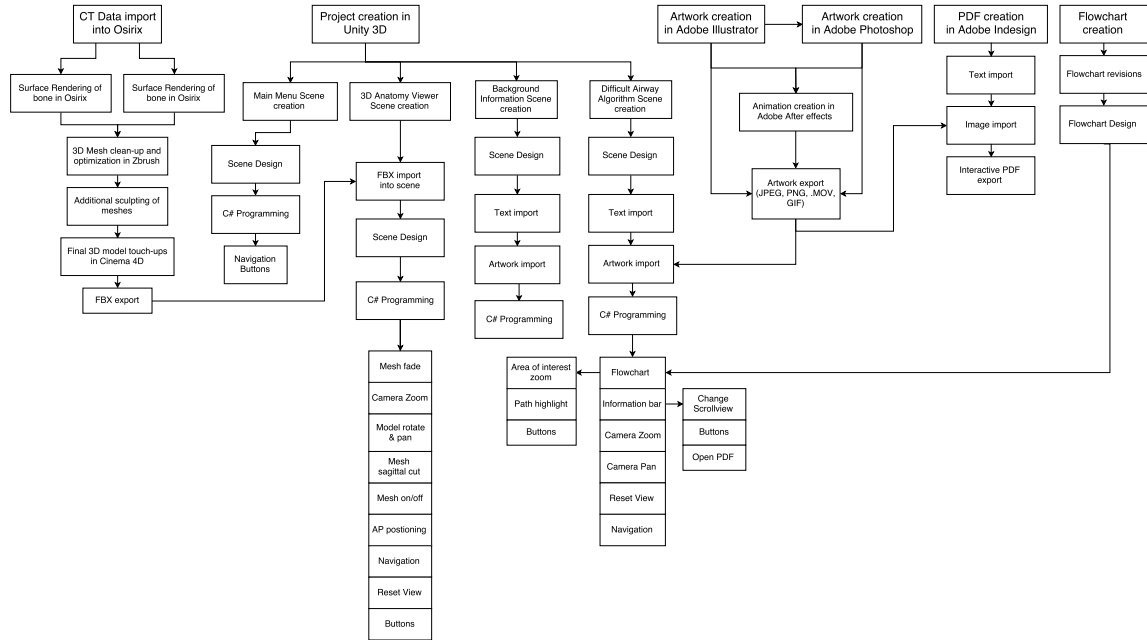 CT Data import
into Osirix
Project creation in
Unity 3D
Artwork creation
in Adobe Illustrator
Artwork creation
in Adobe Photoshop
PDF creation
in Adobe Indesign
Flowchart
creation
Surface Rendering of
bone in Osirix
Surface Rendering
of bone in Osirix
3D Mesh clean-up and
optimization in Zbrush
Additional sculpting of
meshes
Final 3D model touch-ups
in Cinema 4D
FBX export
Main Menu Scene
creation
Scene Design
C# Programming
Navigation
Buttons
3D Anatomy Viewer
Scene creation
FBX import
into scene
Scene Design
C# Programming
Mesh fade
Camera Zoom
Model rotate
& pan
Mesh
sagittal cut
Mesh on/off
AP postioning
Navigation
Reset View
Buttons
Background
Information Scene
creation
Scene Design
Text import
Artwork import
C# Programming
Difficult Airway
Algorithm Scene
creation
Scene Design
Text import
Artwork import
C# Programming
Flowchart
Information bar
Camera Zoom
Camera Pan
Reset View
Navigation
Area of interest
zoom
Path highlight
Buttons
Change
Scrollview
Buttons
Open PDF
Animation creation in
Adobe After effects
Artwork export
(JPEG, PNG, .MOV,
GIF)
Text import
Image import
Interactive PDF
export
Flowchart revisions
Flowchart Design